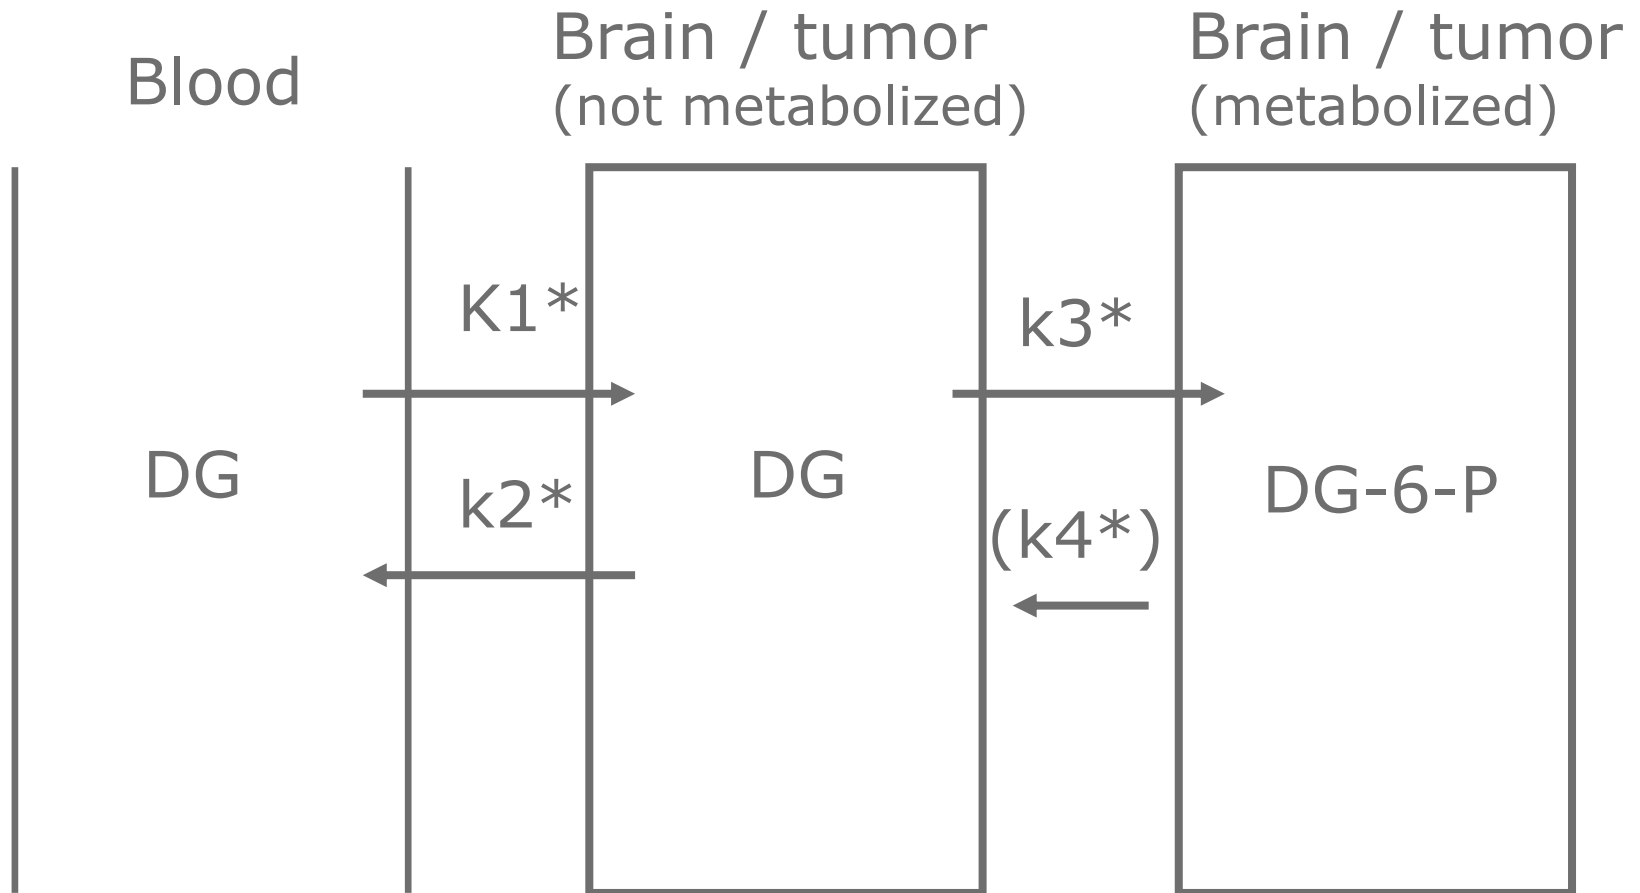 Blood
Brain / tumor
(not metabolized)
Brain / tumor
(metabolized)
K1*
k3*
DG
k2*
DG
(k4*)
DG-6-P